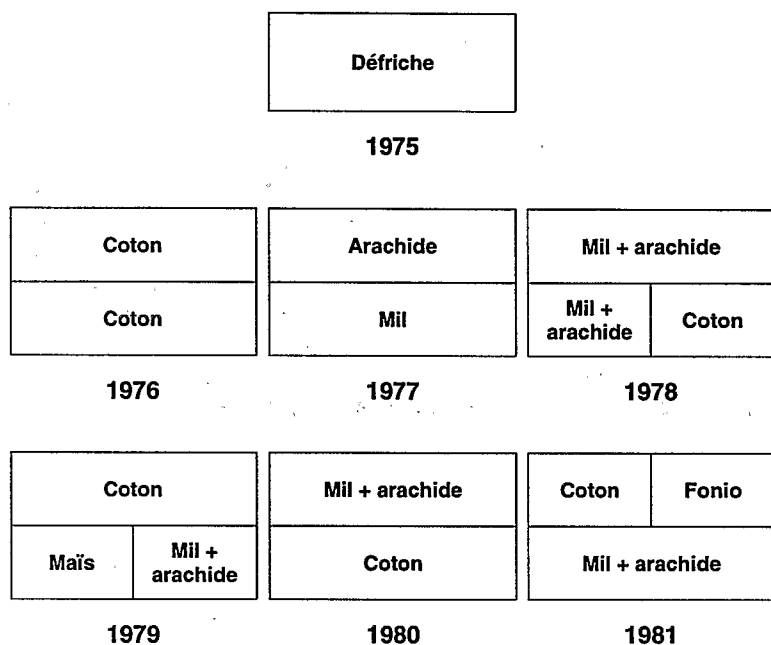 Défriche
1975
Coton
Arachide
Mil + arachide
Coton
Mil
Mil +
arachide
Coton
1976
1977
1978
Coton
Mil + arachide
Coton
Fonio
Maïs
Mil +
arachide
Coton
Mil + arachide
1979
1980
1981